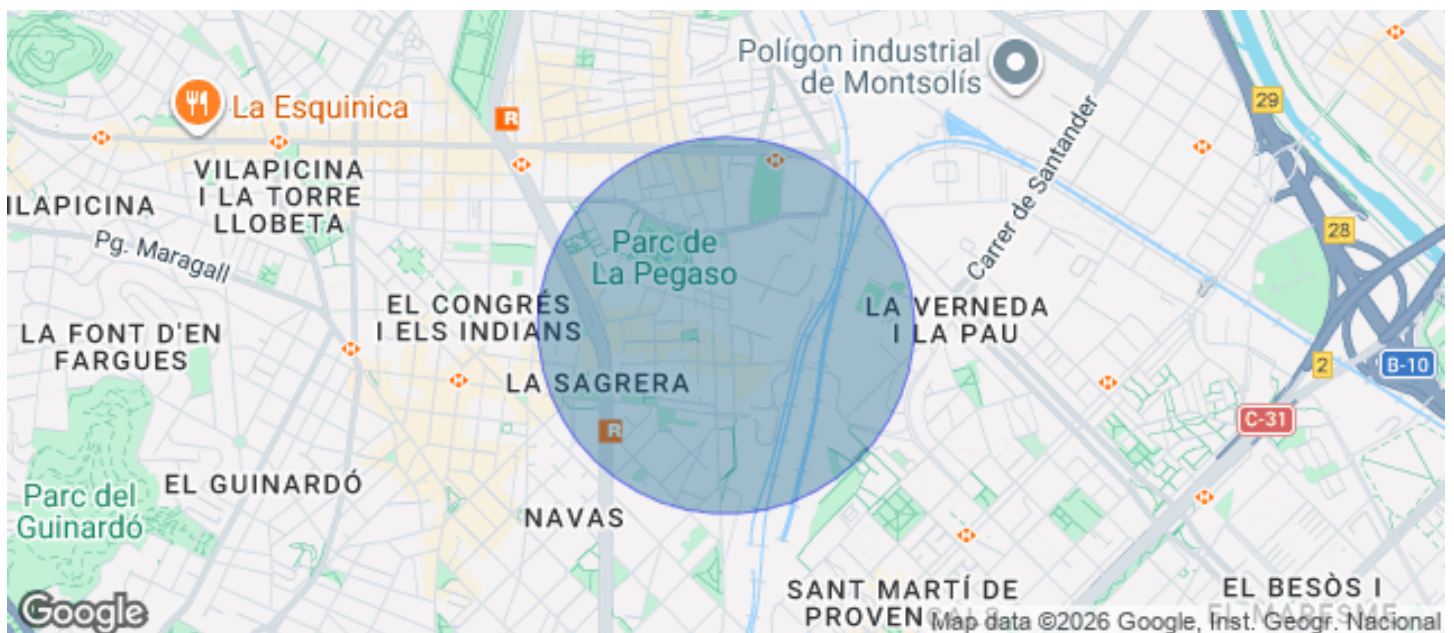 Polígon industrial
de Montsolís
29
La Esquinica
R
Carrer de Santander
VILAPICINA
I LA TORRE
LLOBETA
ILAPICINA
28
Pg. Maragall
Parc de
La Pegaso
EL CONGRÉS
I ELS INDIANS
LA VERNEDA
I LA PAU
LA FONT D'EN
FARGUES
2
B-10
LA SAGRERA
C-31
R
EL GUINARDÓ
Parc del
Guinardó
NAVAS
SANT MARTÍ DE
PROVENÇALS
EL BESÒS I
EL MARESME
Google
Map data ©2026 Google, Inst. Geogr. Nacional